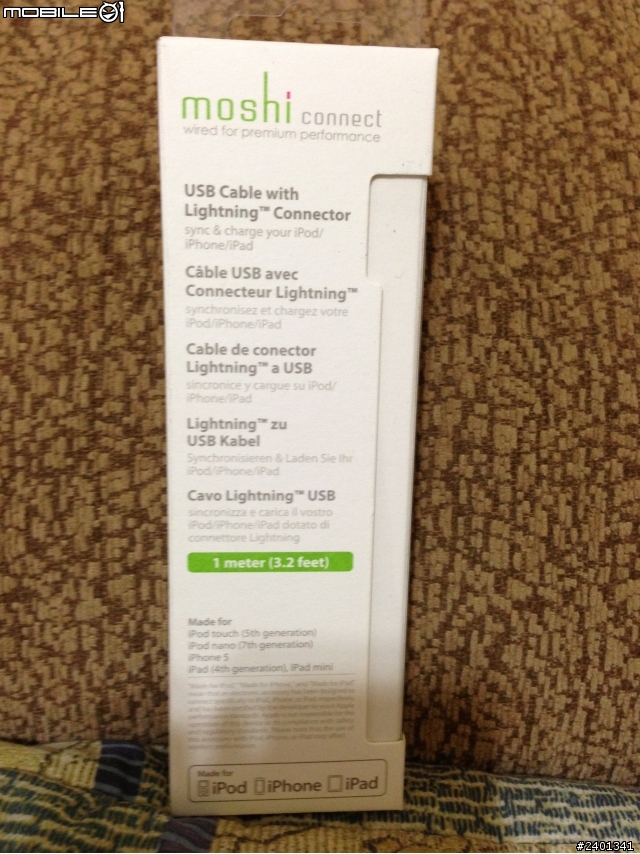 MOBILE01
moshi connect
wired for premium performance
USB Cable with
Lightning™ Connector
sync & charge your iPod/
iPhone/iPad
Câble USB avec
Connecteur Lightning™
synchronisez et chargez votre
iPod/iPhone/iPad
Cable de conector
Lightning™ a USB
sincronice y cargue su iPod/
iPhone/iPad
Lightning™ zu
USB Kabel
Synchronisieren & Laden Sie Ihr
iPod/iPhone/iPad
Cavo Lightning™ USB
sincronizza e carica il vostro
iPod/iPhone/iPad dotato di
connettore Lightning
1 meter (3.2 feet)
Made for
iPod touch (5th generation)
iPod nano (7th generation)
iPhone 5
iPad (4th generation), iPad mini
Made for
iPod iPhone iPad
#2401341